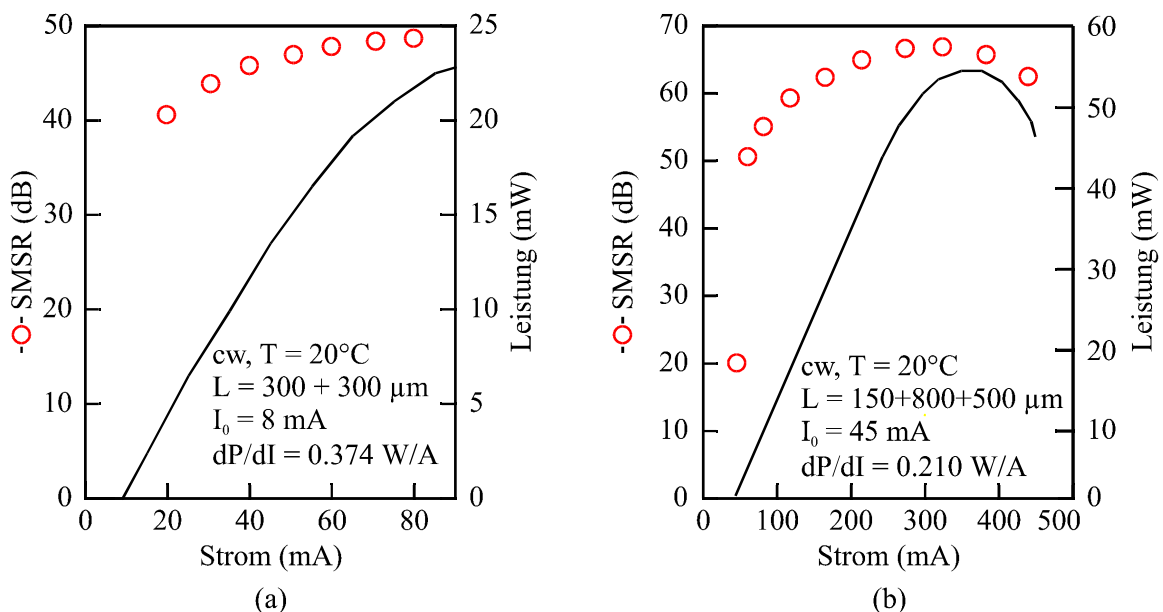 50
40
30
20
10
0
-O- SMSR (dB)
25
20
15
10
5
0
Leistung (mW)
cw, T = 20°C
L = 300 + 300 µm
I₀ = 8 mA
dP/dI = 0.374 W/A
0 20 40 60 80
Strom (mA)
(a)
70
60
50
40
30
20
10
0
-O- SMSR (dB)
60
50
40
30
20
10
0
Leistung (mW)
cw, T = 20°C
L = 150+800+500 µm
I₀ = 45 mA
dP/dI = 0.210 W/A
0 100 200 300 400 500
Strom (mA)
(b)